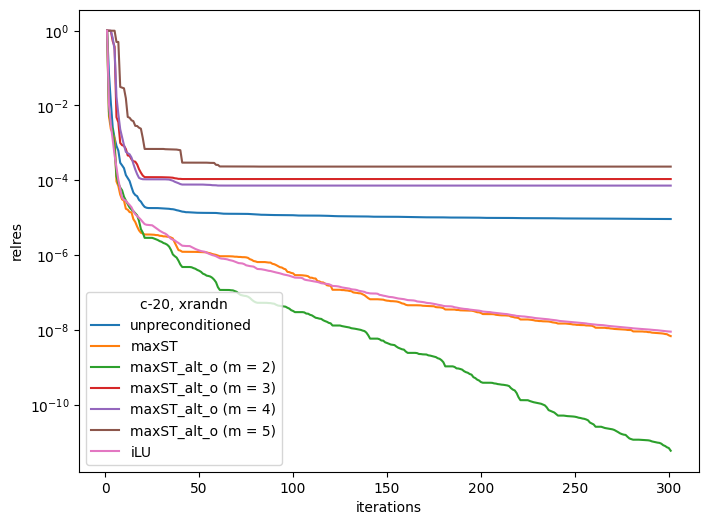 10^0
10^−2
10^−4
10^−6
10^−8
10^−10
relres
c-20, xrandn
unpreconditioned
maxST
maxST_alt_o (m = 2)
maxST_alt_o (m = 3)
maxST_alt_o (m = 4)
maxST_alt_o (m = 5)
iLU
0 50 100 150 200 250 300
iterations